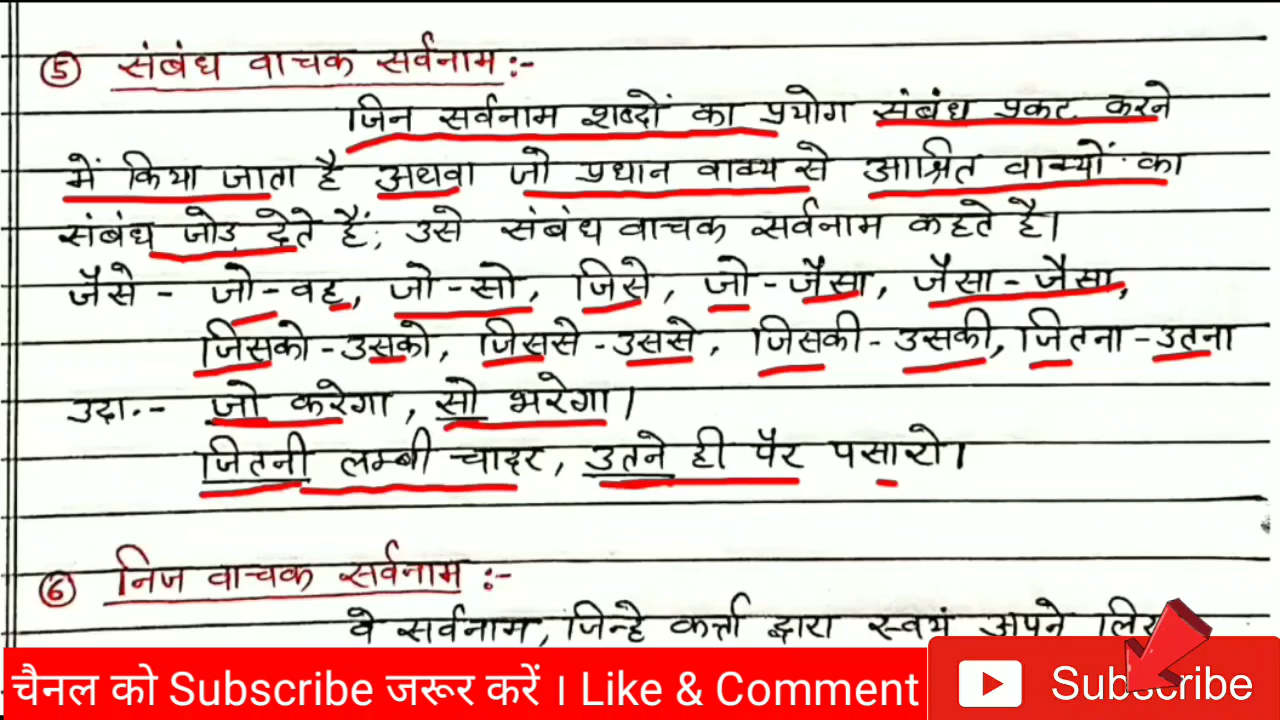 ⑤ संबंध वाचक सर्वनाम :-
जिन सर्वनाम शब्दों का प्रयोग संबंध प्रकट करने
में किया जाता है अथवा जो प्रधान वाक्य से आश्रित वाक्यों का
संबंध जोड़ देते हैं; उसे संबंध वाचक सर्वनाम कहते है।
जैसे - जो-वह, जो-सो, जिसे, जो-जैसा, जैसा-जैसा,
जिसको-उसको, जिससे-उससे, जिसकी-उसकी, जितना-उतना
उदा.- जो करेगा, सो भरेगा।
जितनी लम्बी चादर, उतने ही पैर पसारो।
⑥ निज वाचक सर्वनाम :-
वे सर्वनाम, जिन्हे कर्त्ता द्वारा स्वयं अपने
चैनल को Subscribe जरूर करें । Like & Comment
Subscribe